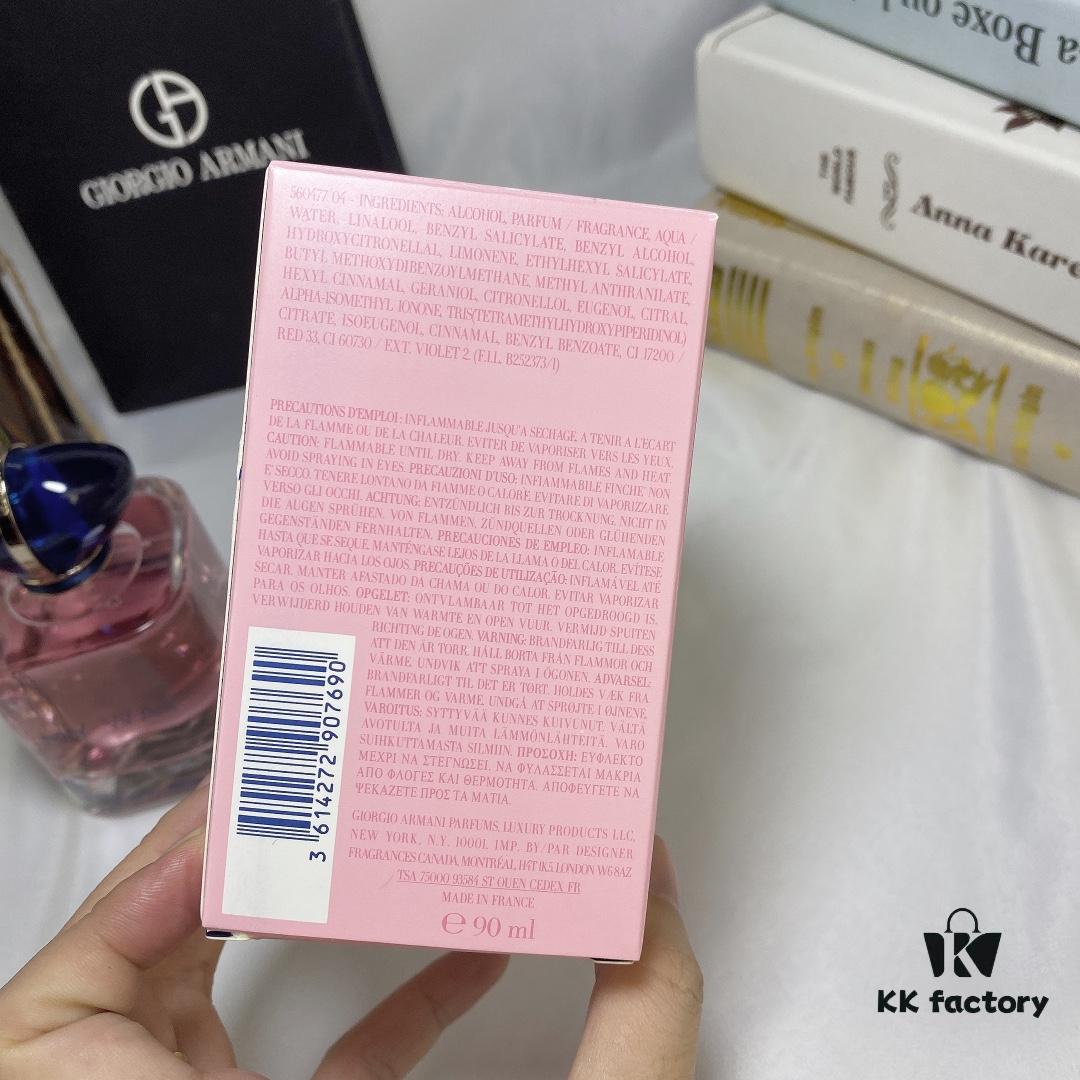 GIORGIO ARMANI
a Boxe ou l
Anna Kare
560477 04 - INGREDIENTS: ALCOHOL, PARFUM / FRAGRANCE, AQUA /
WATER, LINALOOL, BENZYL SALICYLATE, BENZYL ALCOHOL,
HYDROXYCITRONELLAL, LIMONENE, ETHYLHEXYL SALICYLATE,
BUTYL METHOXYDIBENZOYLMETHANE, METHYL ANTHRANILATE,
HEXYL CINNAMAL, GERANIOL, CITRONELLOL, EUGENOL, CITRAL,
ALPHA-ISOMETHYL IONONE, TRIS(TETRAMETHYLHYDROXYPIPERIDINOL)
CITRATE, ISOEUGENOL, CINNAMAL, BENZYL BENZOATE, CI 17200 /
RED 33, CI 60730 / EXT. VIOLET 2. (F.I.L. B252373/1)
PRECAUTIONS D'EMPLOI: INFLAMMABLE JUSQU'A SECHAGE. A TENIR A L'ECART
DE LA FLAMME OU DE LA CHALEUR. EVITER DE VAPORISER VERS LES YEUX.
CAUTION: FLAMMABLE UNTIL DRY. KEEP AWAY FROM FLAMES AND HEAT.
AVOID SPRAYING IN EYES. PRECAUZIONI D'USO: INFIAMMABILE FINCHE' NON
E' SECCO. TENERE LONTANO DA FIAMME O CALORE. EVITARE DI VAPORIZZARE
VERSO GLI OCCHI. ACHTUNG: ENTZÜNDLICH BIS ZUR TROCKNUNG. NICHT IN
DIE AUGEN SPRÜHEN. VON FLAMMEN, ZÜNDQUELLEN ODER GLÜHENDEN
GEGENSTÄNDEN FERNHALTEN. PRECAUCIONES DE EMPLEO: INFLAMABLE
HASTA QUE SE SEQUE. MANTÉNGASE LEJOS DE LA LLAMA O DEL CALOR. EVÍTESE
VAPORIZAR HACIA LOS OJOS. PRECAUÇÕES DE UTILIZAÇÃO: INFLAMÁVEL ATÉ
SECAR. MANTER AFASTADO DA CHAMA OU DO CALOR. EVITAR VAPORIZAR
PARA OS OLHOS. OPGELET: ONTVLAMBAAR TOT HET OPGEDROOGD IS.
VERWIJDERD HOUDEN VAN WARMTE EN OPEN VUUR. VERMIJD SPUITEN
RICHTING DE OGEN. VARNING: BRANDFARLIG TILL DESS
ATT DEN ÄR TORR. HÅLL BORTA FRÅN FLAMMOR OCH
VÄRME. UNDVIK ATT SPRAYA I ÖGONEN. ADVARSEL:
BRANDFARLIGT TIL DET ER TØRT. HOLDES VÆK FRA
FLAMMER OG VARME. UNDGÅ AT SPRØJTE I ØJNENE.
VAROITUS: SYTTYVÄÄ KUNNES KUIVUNUT. VÄLTÄ
AVOTULTA JA MUITA LÄMMÖNLÄHTEITÄ. VARO
SUIHKUTTAMASTA SILMIIN. ΠΡΟΣΟΧΗ: ΕΥΦΛΕΚΤΟ
ΜΕΧΡΙ ΝΑ ΣΤΕΓΝΩΣΕΙ. ΝΑ ΦΥΛΑΣΣΕΤΑΙ ΜΑΚΡΙΑ
ΑΠΟ ΦΛΟΓΕΣ ΚΑΙ ΘΕΡΜΟΤΗΤΑ. ΑΠΟΦΕΥΓΕΤΕ ΝΑ
ΨΕΚΑΖΕΤΕ ΠΡΟΣ ΤΑ ΜΑΤΙΑ.
3 614272 907690
GIORGIO ARMANI PARFUMS, LUXURY PRODUCTS LLC,
NEW YORK, N.Y. 10001. IMP. BY/PAR DESIGNER
FRAGRANCES CANADA, MONTRÉAL, H4T 1K5. LONDON W6 8AZ
TSA 75000 93584 ST OUEN CEDEX, FR
MADE IN FRANCE
℮ 90 ml
KK factory